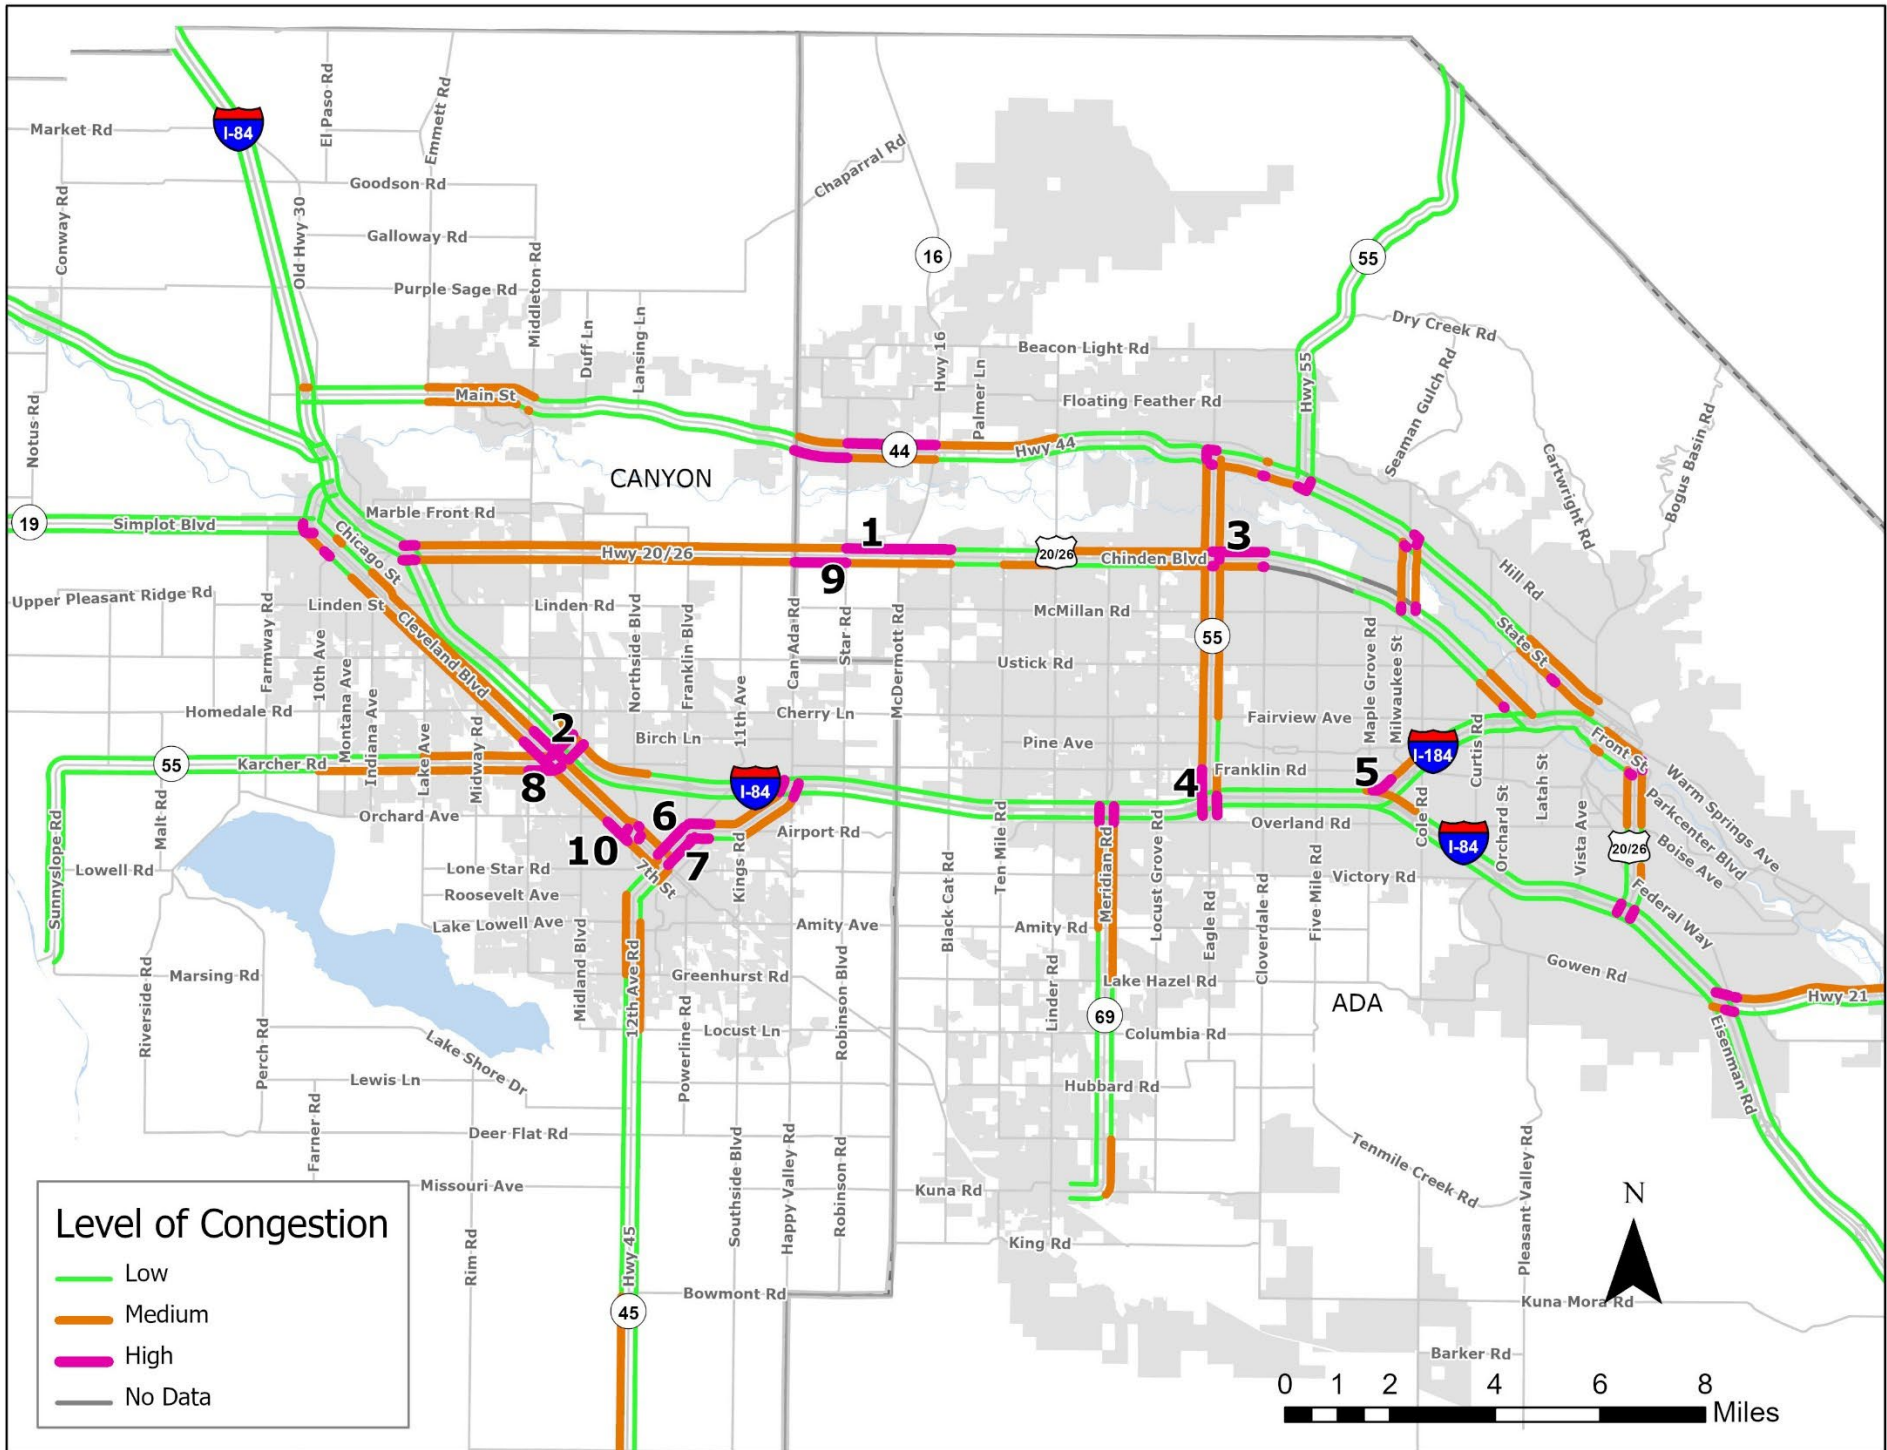 Market Rd
I-84
El Paso Rd
Emmett Rd
Goodson Rd
Chaparral Rd
Conway Rd
Old Hwy 30
Galloway Rd
Middleton Rd
16
55
Purple Sage Rd
Duff Ln
Lansing Ln
Dry Creek Rd
Hwy 16
Palmer Ln
Beacon Light Rd
Hwy 55
Seaman Gulch Rd
Notus Rd
Main St
Floating Feather Rd
Cartwright Rd
Bogus Basin Rd
44
Hwy 44
CANYON
19
Simplot Blvd
Marble Front Rd
Chicago St
Hwy 20/26
1
9
20/26
Chinden Blvd
3
Hill Rd
Upper Pleasant Ridge Rd
Linden St
Linden Rd
McMillan Rd
Farmway Rd
10th Ave
Cleveland Blvd
Northside Blvd
Franklin Blvd
Can-Ada Rd
Star Rd
McDermott Rd
55
Maple Grove Rd
Milwaukee St
State St
Montana Ave
Indiana Ave
Ustick Rd
Homedale Rd
Lake Ave
Midway Rd
2
11th Ave
Cherry Ln
Fairview Ave
Birch Ln
Pine Ave
Curtis Rd
Front St
55
Karcher Rd
I-84
Franklin Rd
I-184
8
4
5
Latah St
Warm Springs Ave
Malt Rd
Orchard Ave
6
Airport Rd
Ten Mile Rd
Overland Rd
Cole Rd
Orchard St
Vista Ave
Parkcenter Blvd
10
7
Kings Rd
Meridian Rd
Locust Grove Rd
I-84
20/26
Boise Ave
Sunnyslope Rd
Lowell Rd
Lone Star Rd
7th St
Victory Rd
Roosevelt Ave
Black Cat Rd
Eagle Rd
Cloverdale Rd
Five Mile Rd
Federal Way
Lake Lowell Ave
Amity Ave
Amity Rd
Marsing Rd
Midland Blvd
12th Ave Rd
Greenhurst Rd
Robinson Blvd
Linder Rd
Lake Hazel Rd
Gowen Rd
Hwy 21
Riverside Rd
Perch Rd
Powerline Rd
Locust Ln
69
Columbia Rd
ADA
Eisenman Rd
Lake Shore Dr
Lewis Ln
Hubbard Rd
Farner Rd
Deer Flat Rd
Southside Blvd
Happy Valley Rd
Robinson Rd
Tenmile Creek Rd
Pleasant Valley Rd
Missouri Ave
Kuna Rd
N
Rim Rd
Hwy 45
King Rd
45
Bowmont Rd
Kuna Mora Rd
Barker Rd
Level of Congestion
Low
Medium
High
No Data
0 1 2 4 6 8
Miles